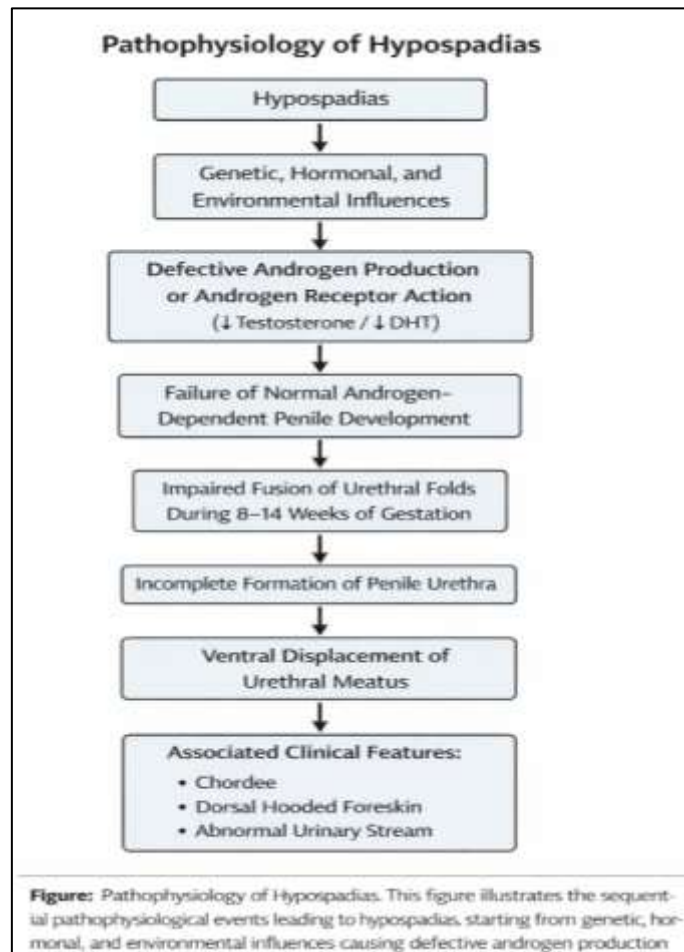 Pathophysiology of Hypospadias
Hypospadias
Genetic, Hormonal, and
Environmental Influences
Defective Androgen Production
or Androgen Receptor Action
(↓ Testosterone / ↓ DHT)
Failure of Normal Androgen–
Dependent Penile Development
Impaired Fusion of Urethral Folds
During 8–14 Weeks of Gestation
Incomplete Formation of Penile Urethra
Ventral Displacement of
Urethral Meatus
Associated Clinical Features:
• Chordee
• Dorsal Hooded Foreskin
• Abnormal Urinary Stream
Figure: Pathophysiology of Hypospadias. This figure illustrates the sequent-
ial pathophysiological events leading to hypospadias, starting from genetic, hor-
monal, and environmental influences causing defective androgen production